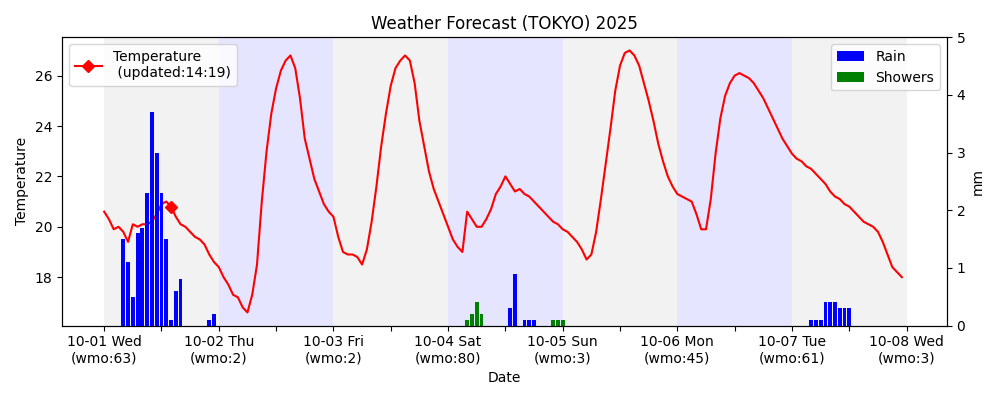 Weather Forecast (TOKYO) 2025
Temperature
(updated:14:19)
Rain
Showers
Temperature
26
24
22
20
18
5
4
3
2
1
0
mm
10-01 Wed
(wmo:63)
10-02 Thu
(wmo:2)
10-03 Fri
(wmo:2)
10-04 Sat
(wmo:80)
10-05 Sun
(wmo:3)
10-06 Mon
(wmo:45)
10-07 Tue
(wmo:61)
10-08 Wed
(wmo:3)
Date